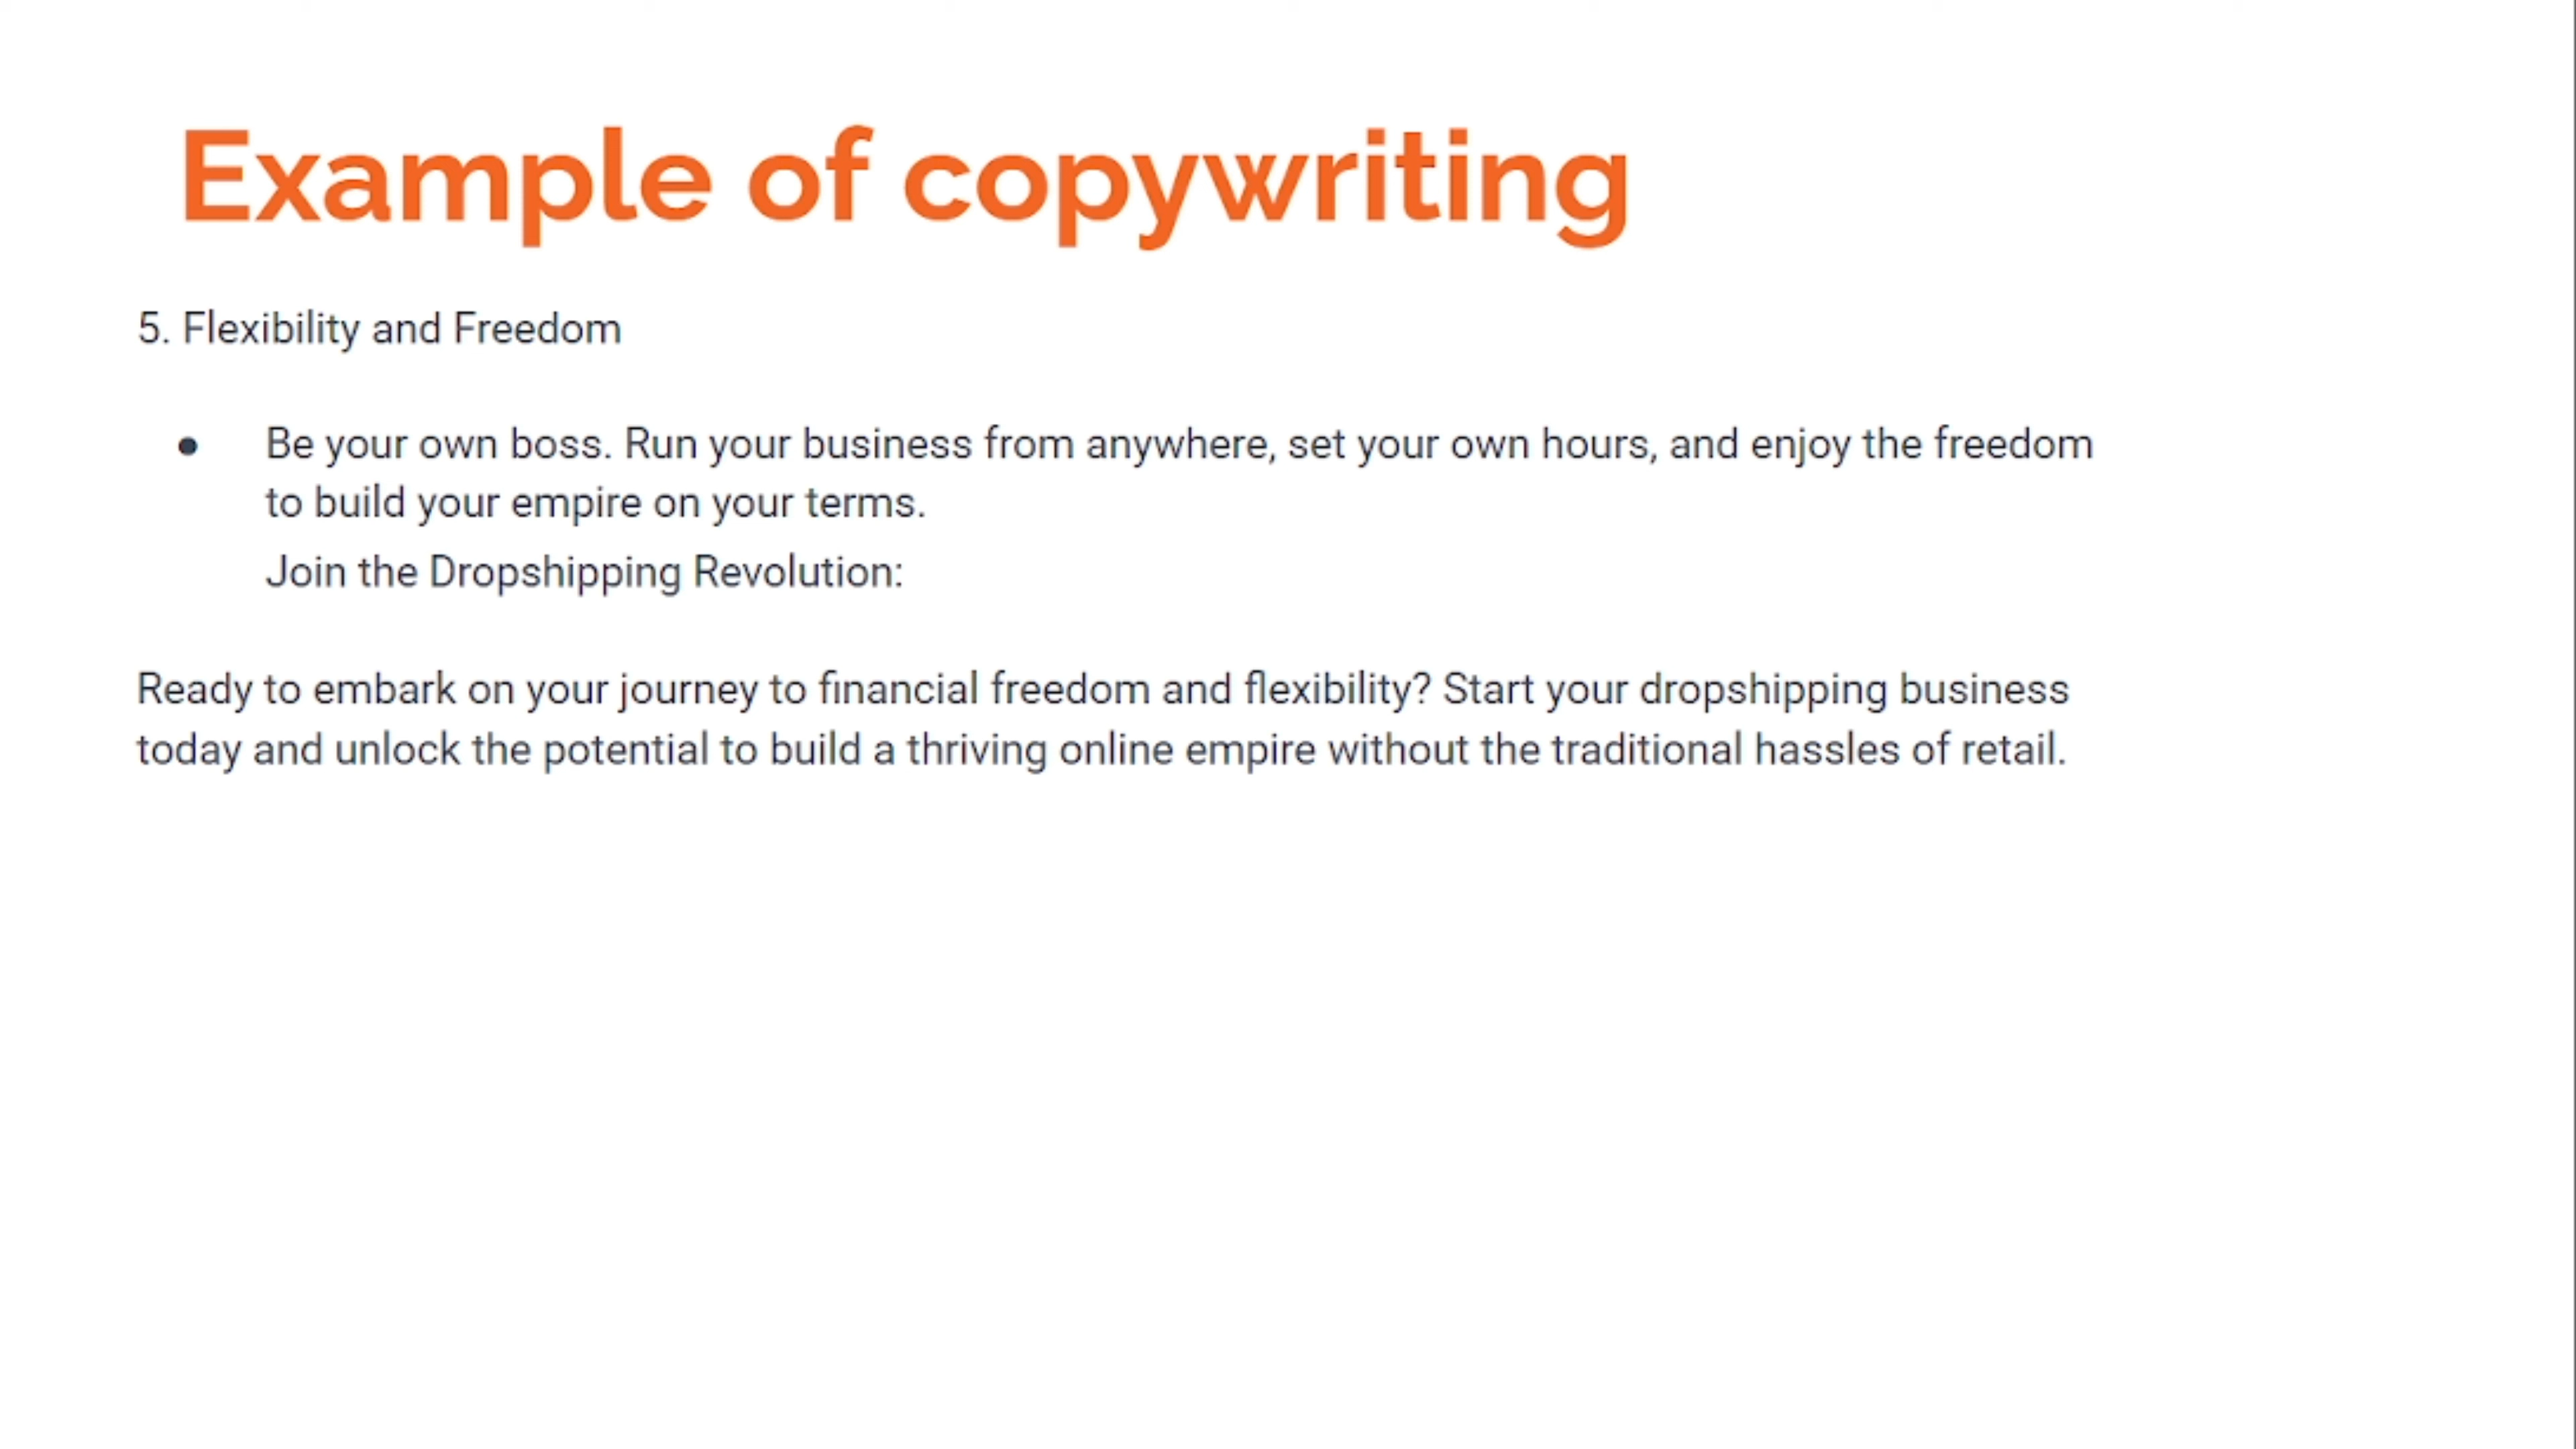 Example of copywriting
5. Flexibility and Freedom
● Be your own boss. Run your business from anywhere, set your own hours, and enjoy the freedom
to build your empire on your terms.
Join the Dropshipping Revolution:
Ready to embark on your journey to financial freedom and flexibility? Start your dropshipping business
today and unlock the potential to build a thriving online empire without the traditional hassles of retail.